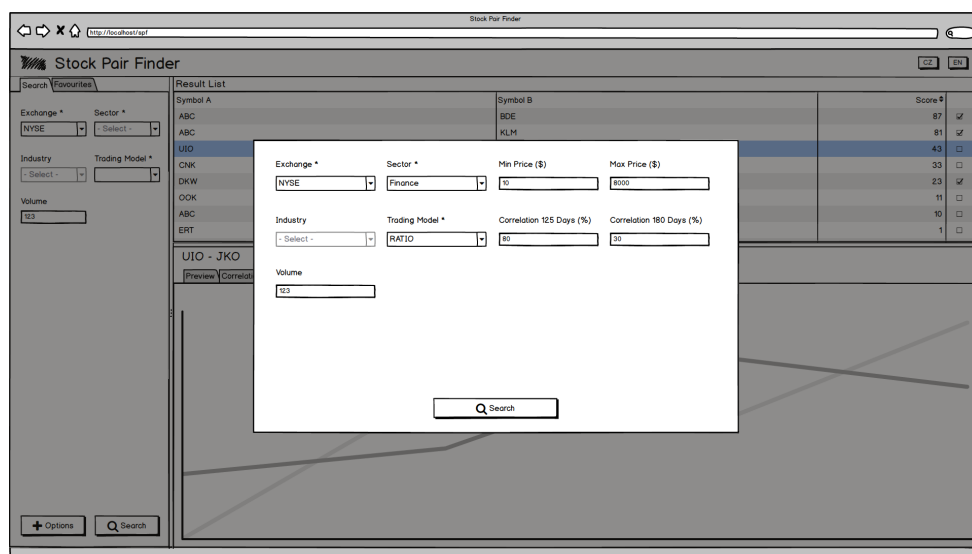 Stock Pair Finder
http://localhost/spf
Stock Pair Finder
CZ EN
Search Favourites
Exchange * Sector *
NYSE - Select -
Industry Trading Model *
- Select -
Volume
123
Options Search
Result List
Symbol A Symbol B Score
ABC BDE 87
ABC KLM 81
UIO 43
CNK 33
DKW 23
OOK 11
ABC 10
ERT 1
UIO - JKO
Preview Correlati
Exchange * Sector * Min Price ($) Max Price ($)
NYSE Finance 10 8000
Industry Trading Model * Correlation 125 Days (%) Correlation 180 Days (%)
- Select - RATIO 80 30
Volume
123
Search